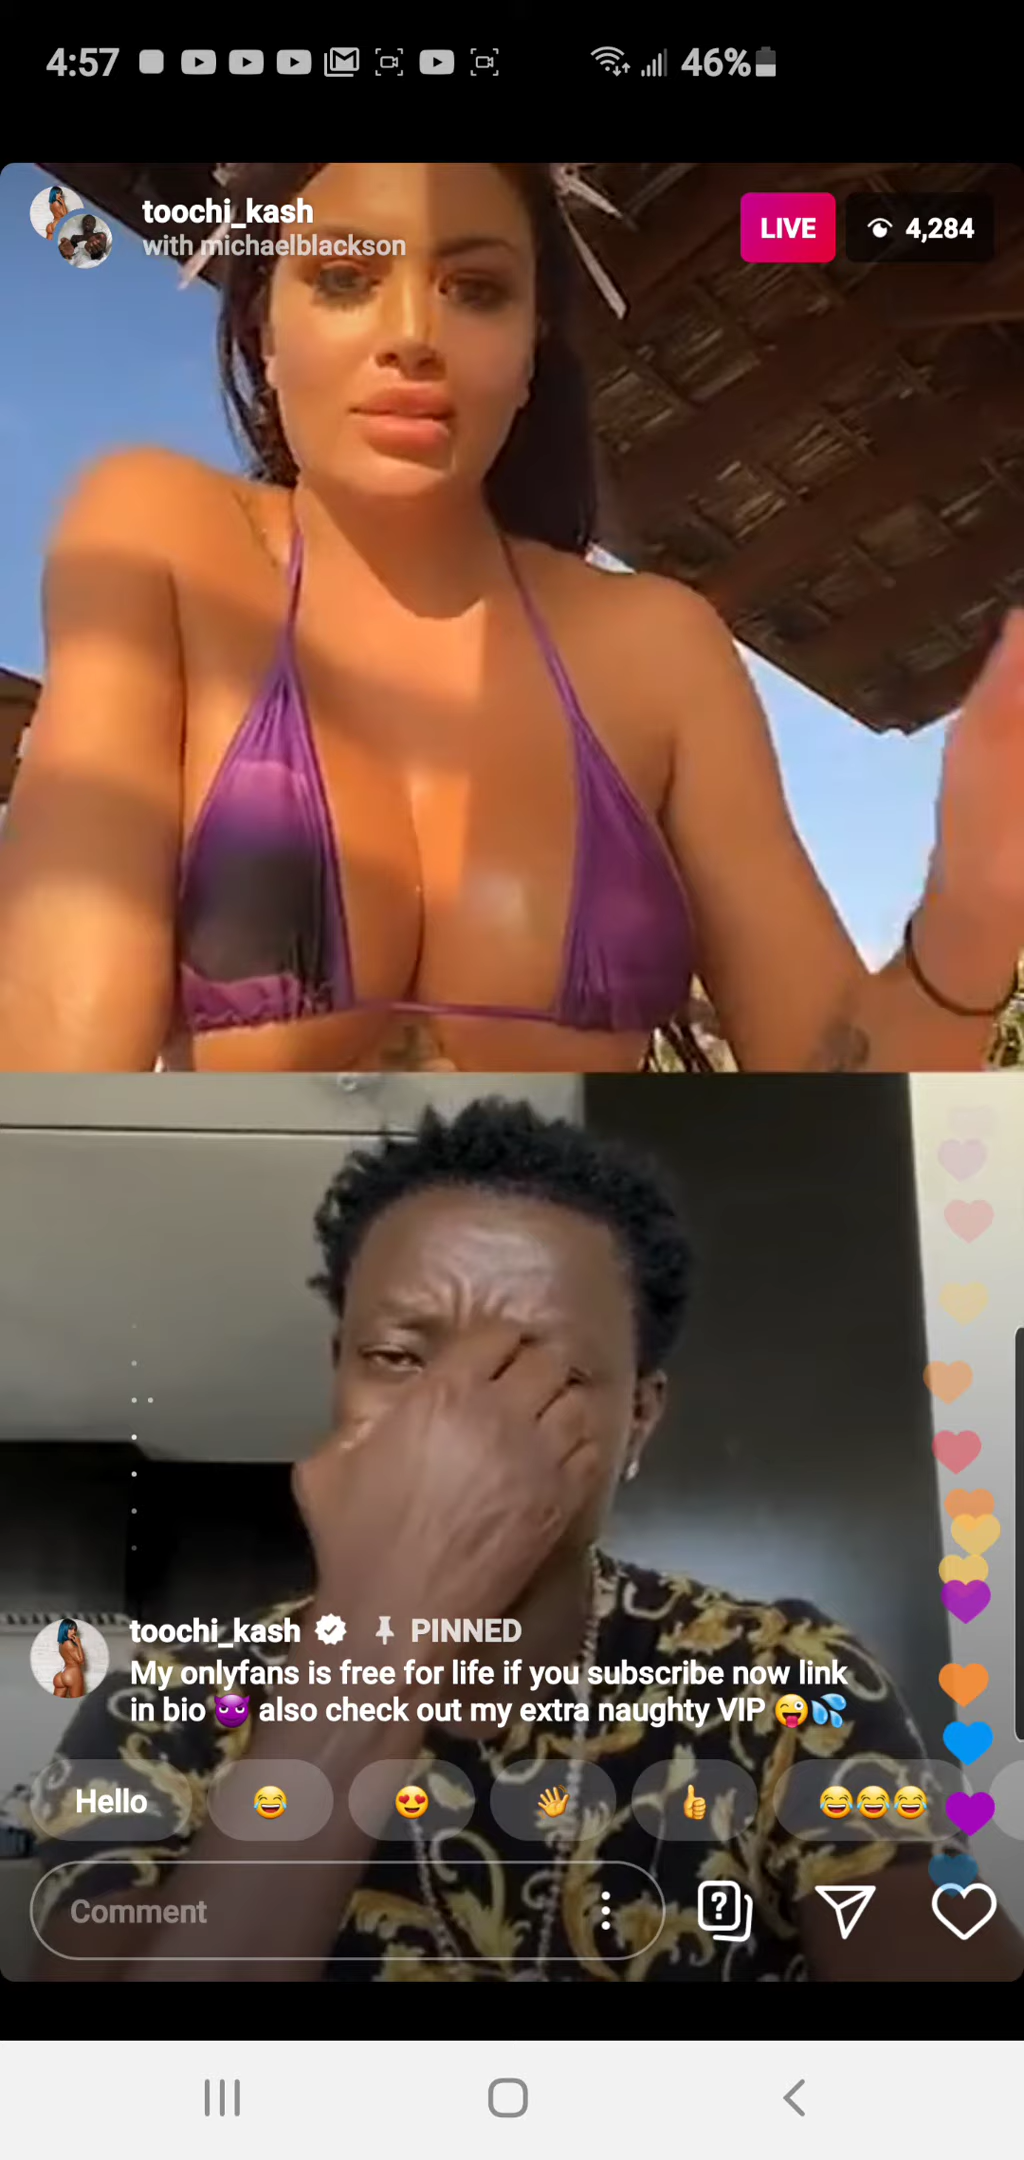 4:57 46%
toochi_kash
with michaelblackson
LIVE 4,284
toochi_kash PINNED
My onlyfans is free for life if you subscribe now link
in bio 😈 also check out my extra naughty VIP 😜💦
Hello 😂 😍 👋 👍 😂😂😂
Comment